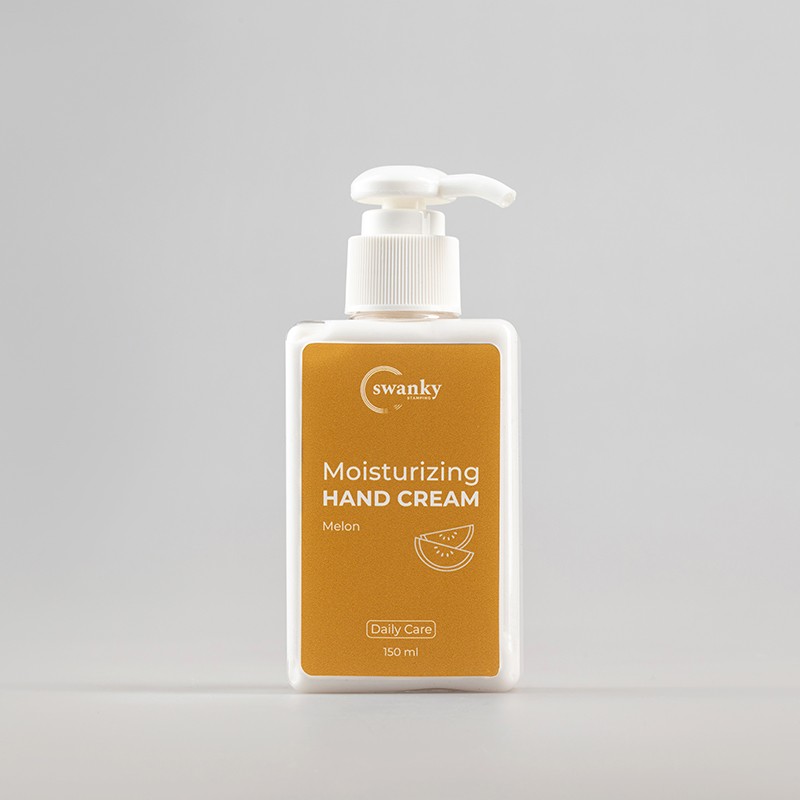 swanky
STAMPING
Moisturizing
HAND CREAM
Melon
Daily Care
150 ml